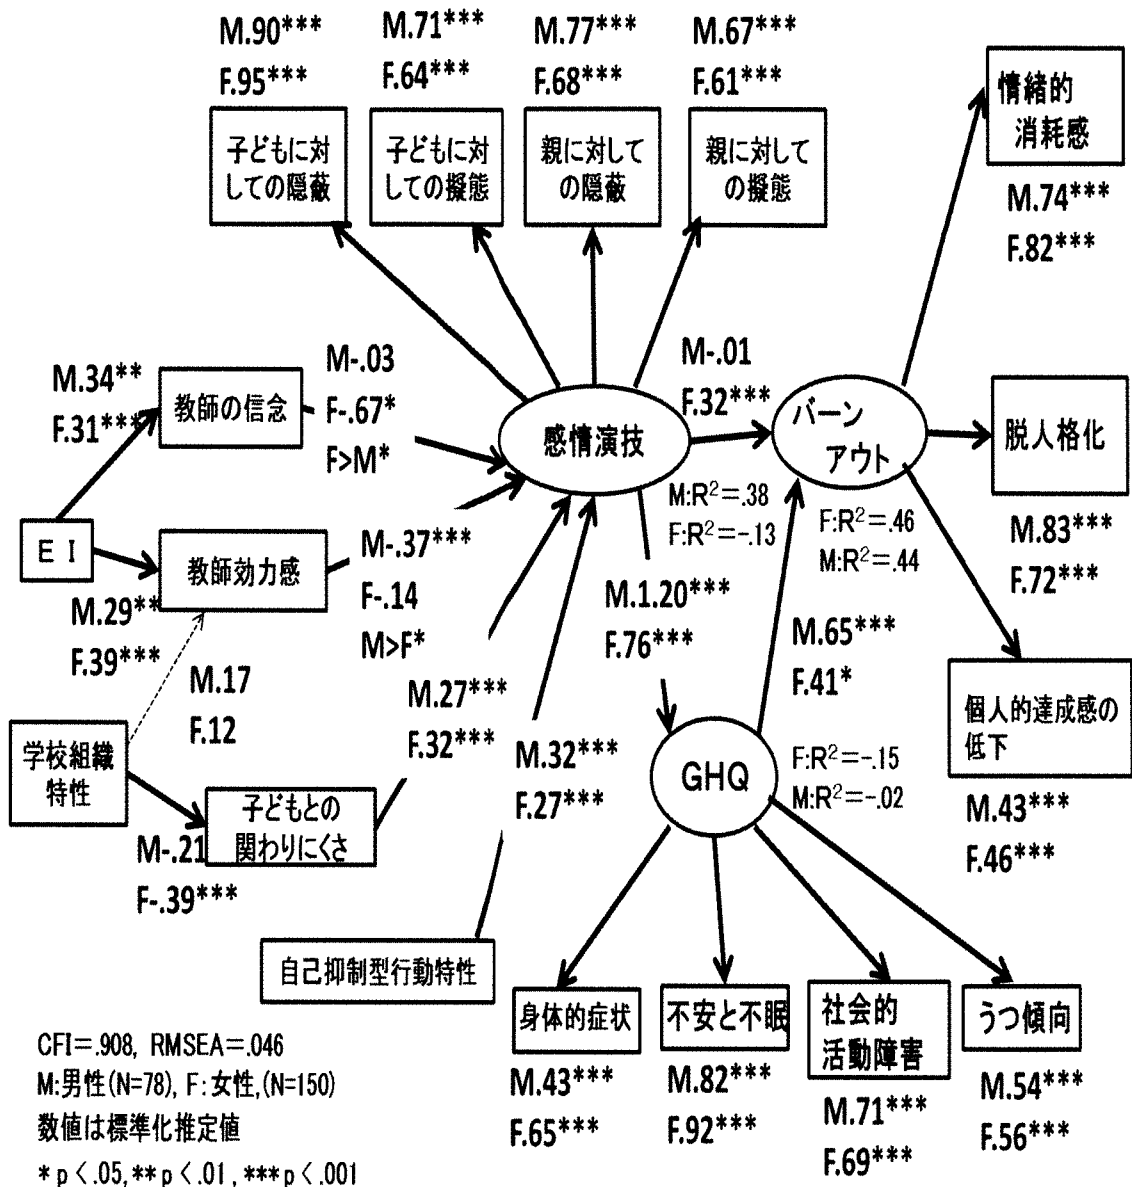 M.90***
F.95***
M.71***
F.64***
M.77***
F.68***
M.67***
F.61***
子どもに対
しての隠蔽
子どもに対
しての擬態
親に対して
の隠蔽
親に対して
の擬態
情緒的
消耗感
M.74***
F.82***
M.34**
F.31***
教師の信念
M-.03
F-.67*
F>M*
感情演技
M-.01
F.32***
バーン
アウト
脱人格化
M.83***
F.72***
M:R²=.38
F:R²=-.13
F:R²=.46
M:R²=.44
EI
教師効力感
M.29**
F.39***
M-.37***
F-.14
M>F*
M.1.20***
F.76***
M.65***
F.41*
M.17
F.12
M.27***
F.32***
個人的達成感の
低下
M.43***
F.46***
学校組織
特性
M-.21
F-.39***
子どもとの
関わりにくさ
M.32***
F.27***
GHQ
F:R²=-.15
M:R²=-.02
自己抑制型行動特性
身体的症状
不安と不眠
社会的
活動障害
うつ傾向
M.43***
F.65***
M.82***
F.92***
M.71***
F.69***
M.54***
F.56***
CFI=.908, RMSEA=.046
M:男性(N=78), F:女性,(N=150)
数値は標準化推定値
*p<.05,**p<.01,***p<.001